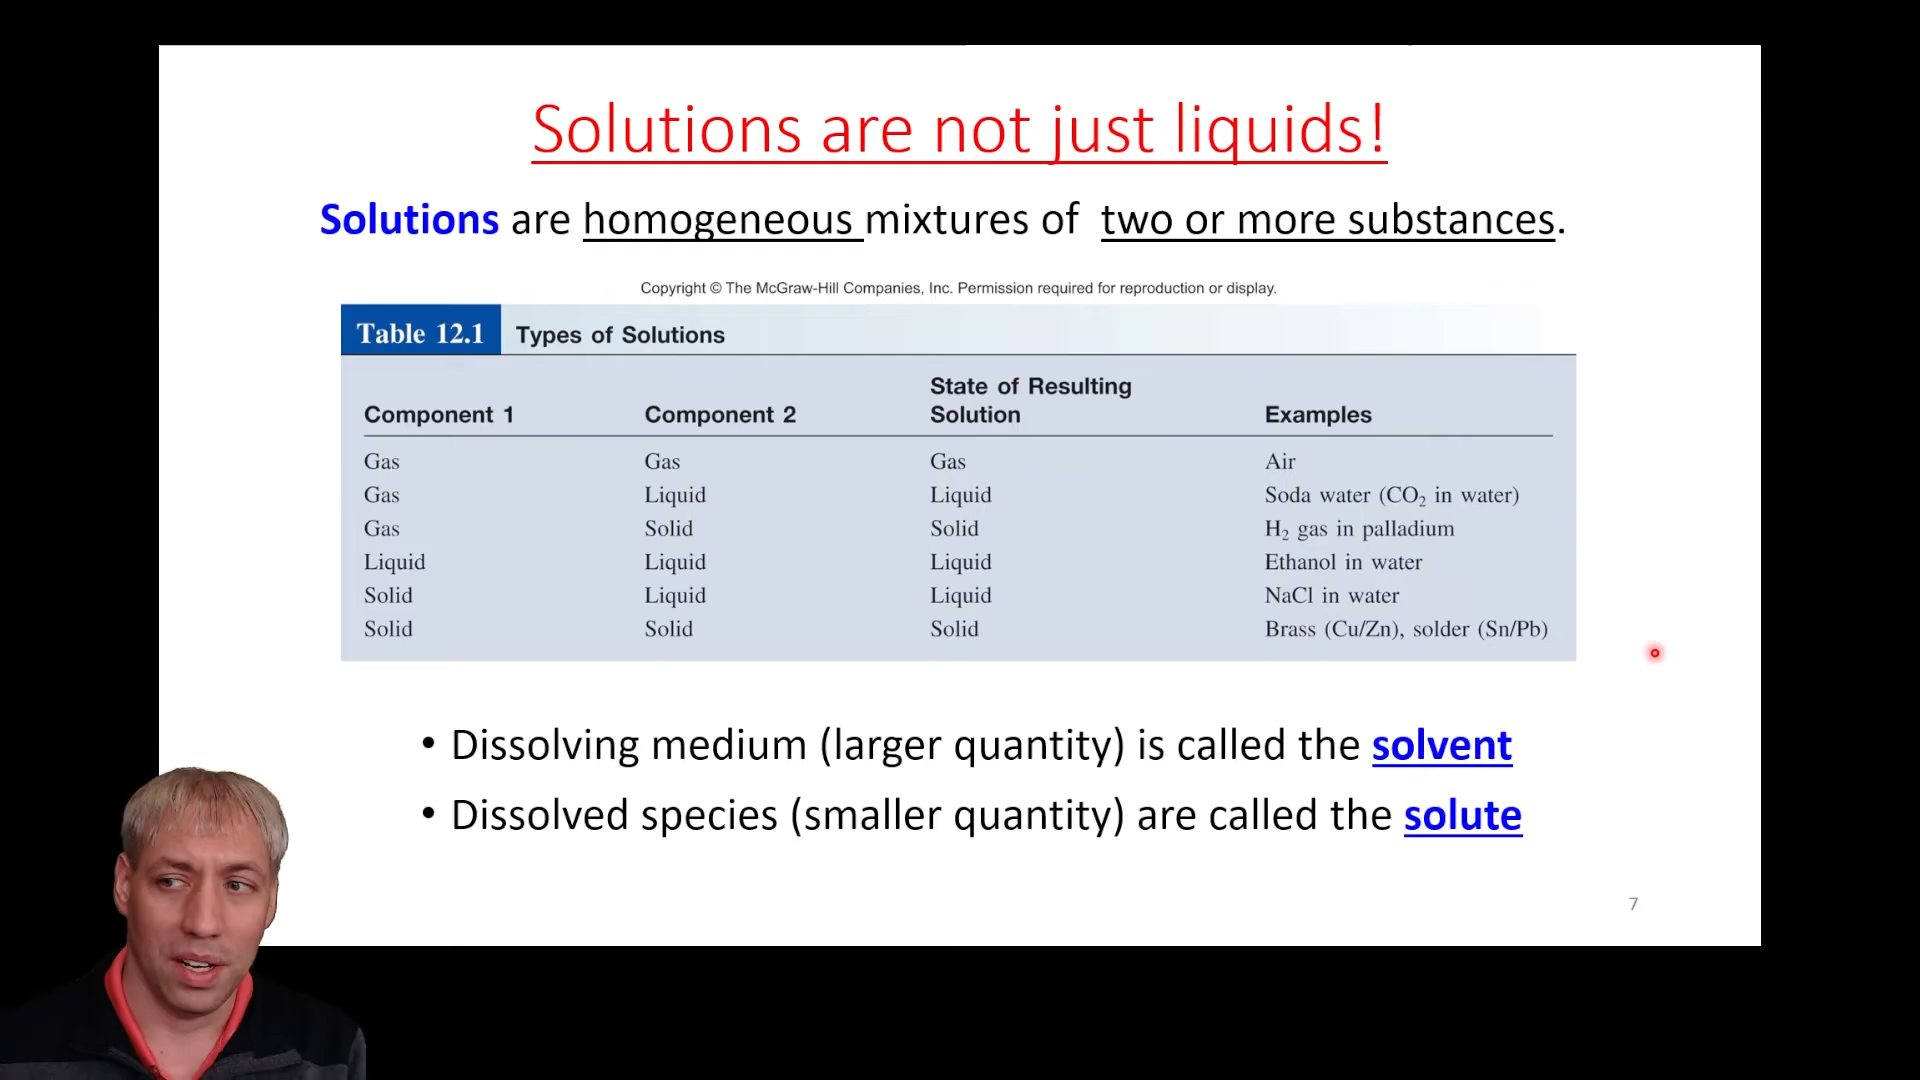 Solutions are not just liquids!
Solutions are homogeneous mixtures of two or more substances.
Copyright © The McGraw-Hill Companies, Inc. Permission required for reproduction or display.
Table 12.1 Types of Solutions
State of Resulting
Component 1 Component 2 Solution Examples
Gas Gas Gas Air
Gas Liquid Liquid Soda water (CO₂ in water)
Gas Solid Solid H₂ gas in palladium
Liquid Liquid Liquid Ethanol in water
Solid Liquid Liquid NaCl in water
Solid Solid Solid Brass (Cu/Zn), solder (Sn/Pb)
• Dissolving medium (larger quantity) is called the solvent
• Dissolved species (smaller quantity) are called the solute
7